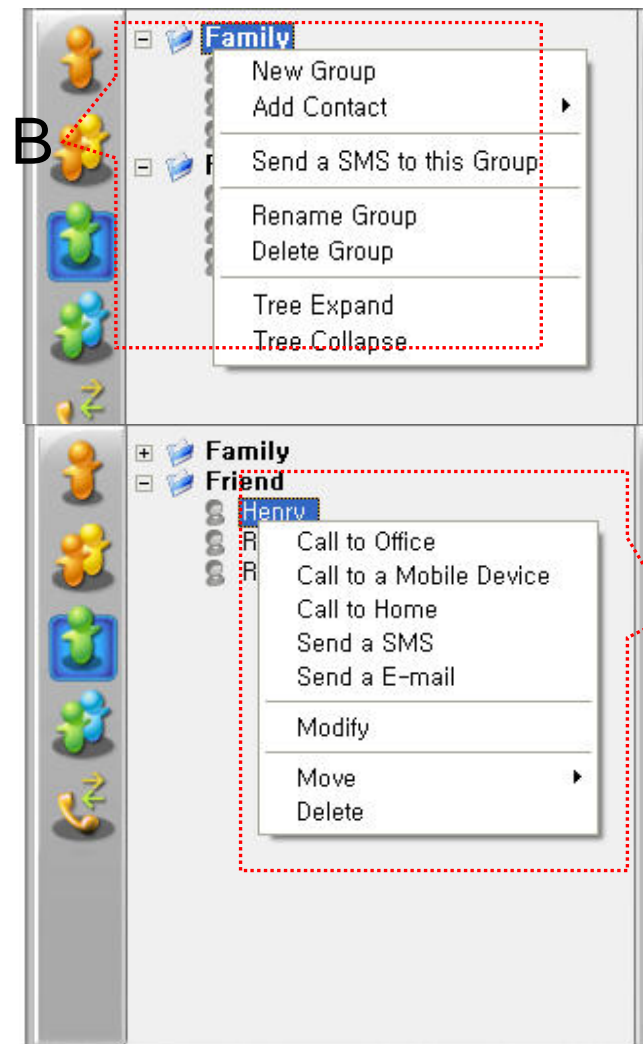 B
Family
New Group
Add Contact
F
Send a SMS to this Group
Rename Group
Delete Group
Tree Expand
Tree Collapse
Family
Friend
Henry
R
R
Call to Office
Call to a Mobile Device
Call to Home
Send a SMS
Send a E-mail
Modify
Move
Delete